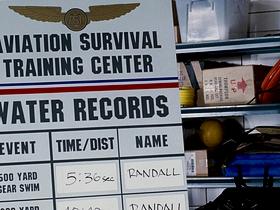 AVIATION SURVIVAL
TRAINING CENTER
WATER RECORDS
EVENT TIME/DIST NAME
500 YARD
GEAR SWIM
5:36 sec RANDALL
RANDALL
UP